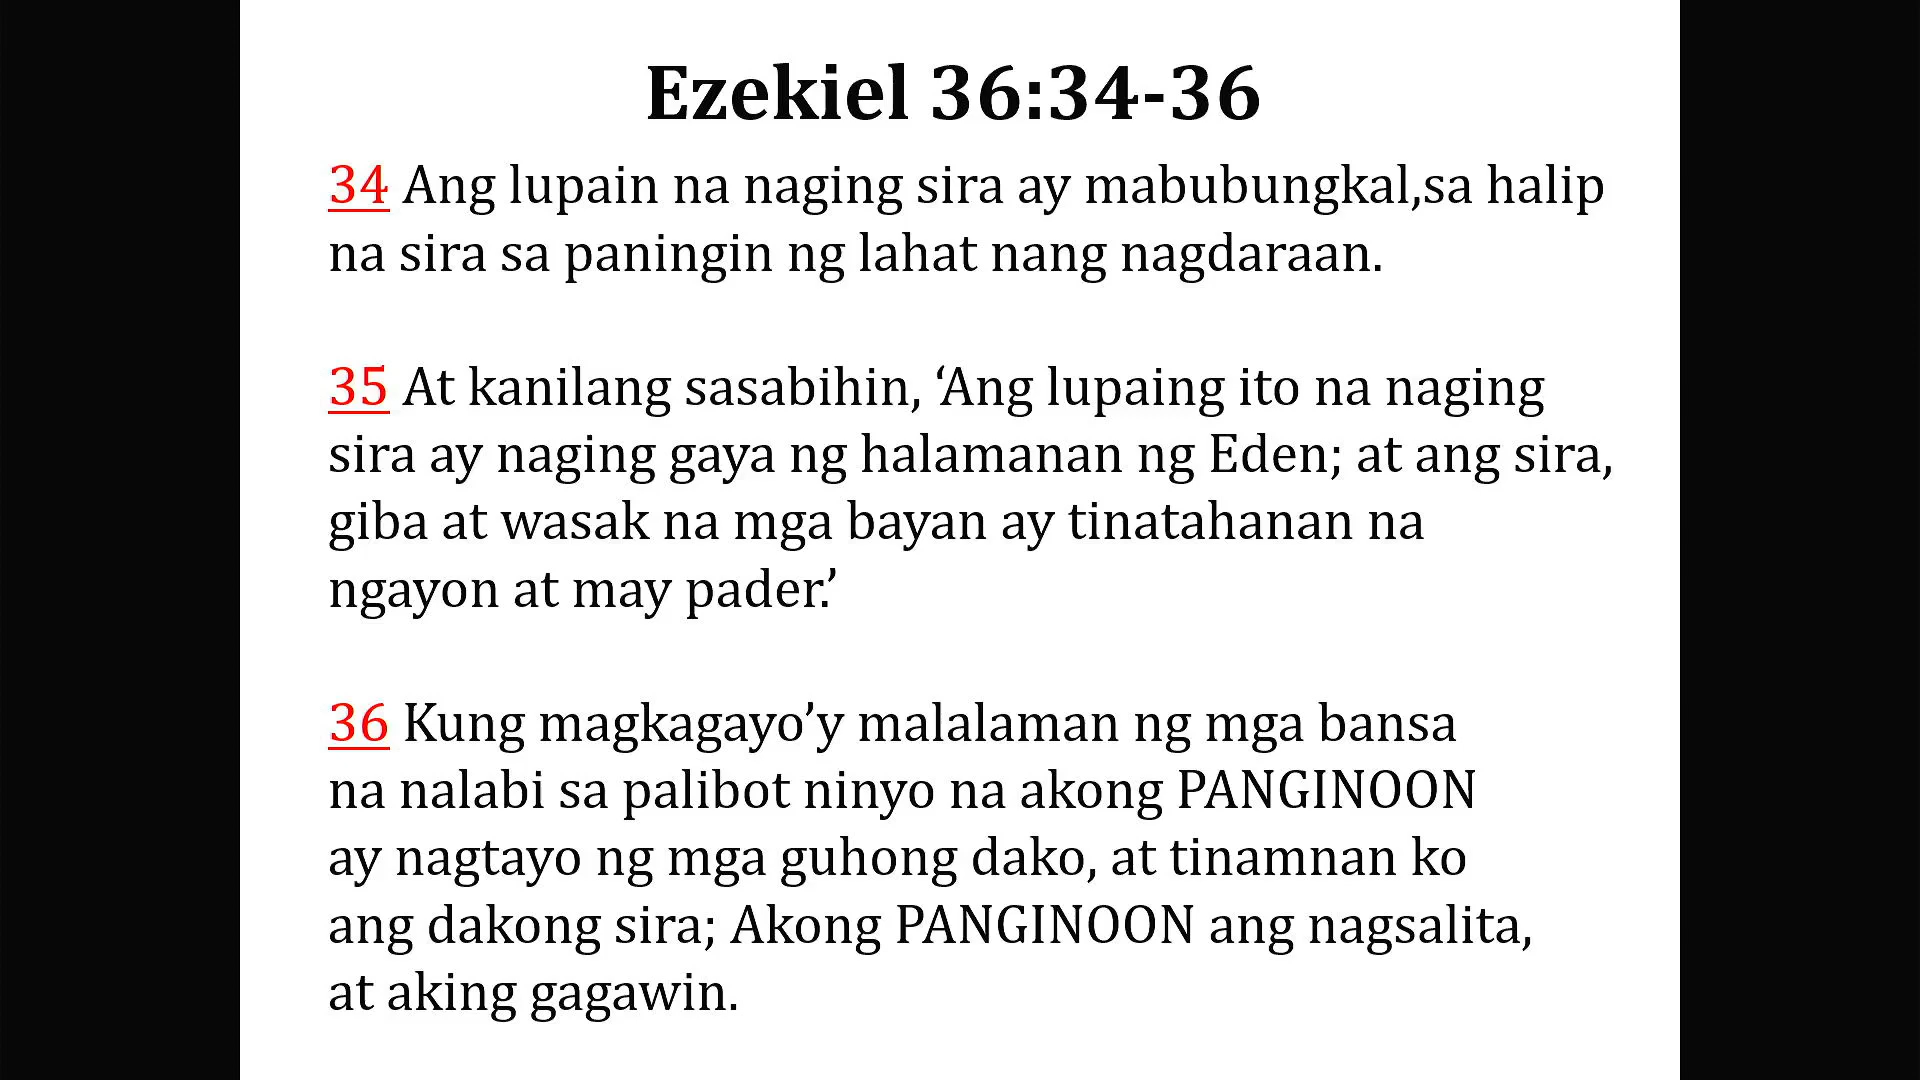 Ezekiel 36:34-36
34 Ang lupain na naging sira ay mabubungkal,sa halip
na sira sa paningin ng lahat nang nagdaraan.
35 At kanilang sasabihin, ‘Ang lupaing ito na naging
sira ay naging gaya ng halamanan ng Eden; at ang sira,
giba at wasak na mga bayan ay tinatahanan na
ngayon at may pader.’
36 Kung magkagayo’y malalaman ng mga bansa
na nalabi sa palibot ninyo na akong PANGINOON
ay nagtayo ng mga guhong dako, at tinamnan ko
ang dakong sira; Akong PANGINOON ang nagsalita,
at aking gagawin.